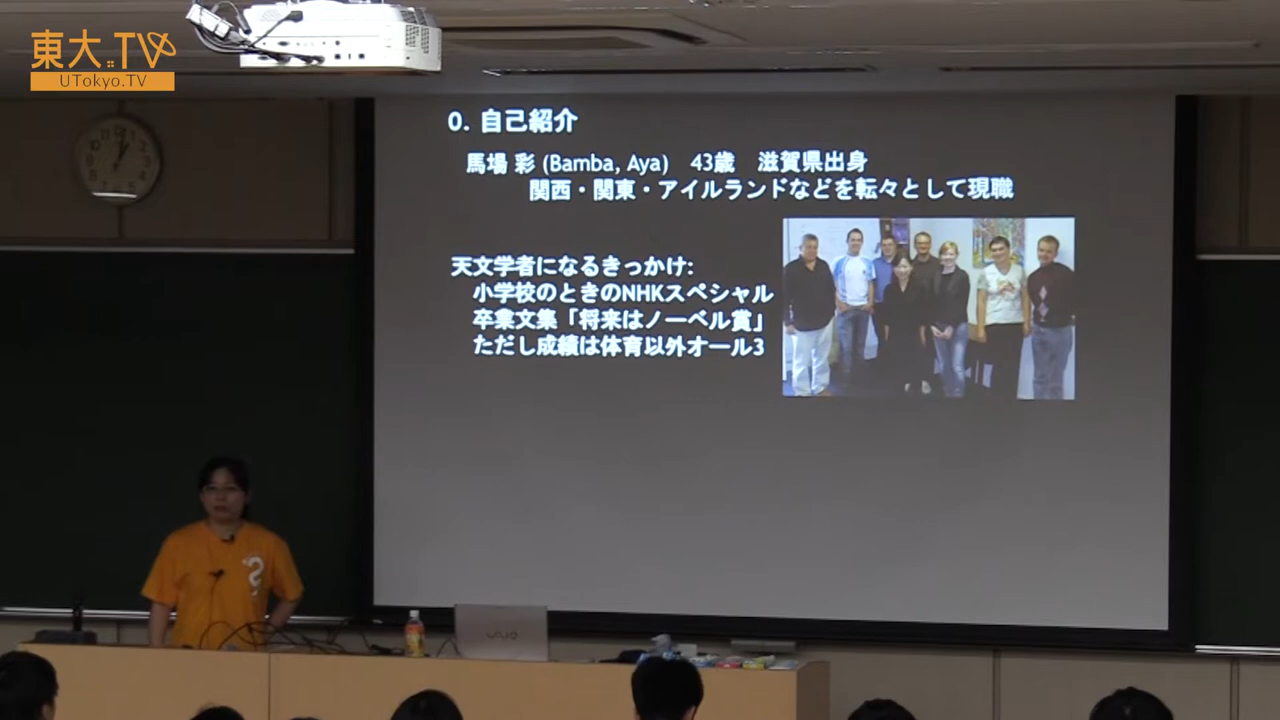 東大TV
UTokyo.TV
0. 自己紹介
馬場 彩 (Bamba, Aya) 43歳 滋賀県出身
関西・関東・アイルランドなどを転々として現職
天文学者になるきっかけ:
小学校のときのNHKスペシャル
卒業文集「将来はノーベル賞」
ただし成績は体育以外オール3
?
VAIO